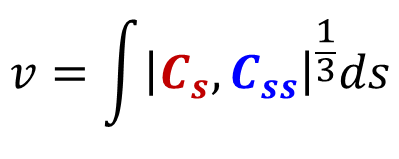 v = ∫|C_s, C_ss|^{1/3} ds